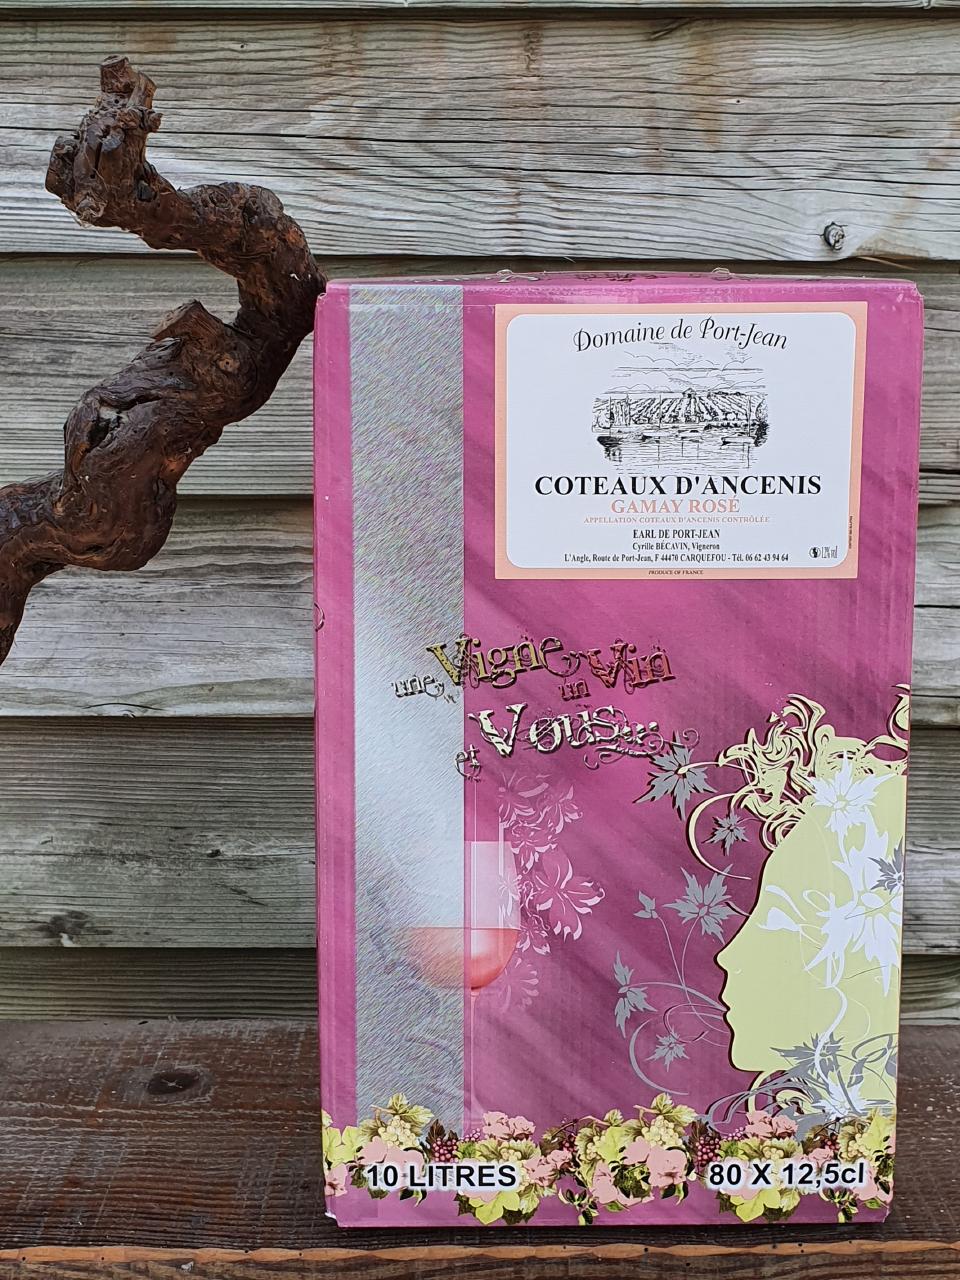 Domaine de Port-Jean
COTEAUX D'ANCENIS
GAMAY ROSÉ
APPELLATION COTEAUX D'ANCENIS CONTRÔLÉE
EARL DE PORT-JEAN
Cyrille BÉCAVIN, Vigneron
L'Angle, Route de Port-Jean, F 44470 CARQUEFOU - Tél. 06 62 43 94 64
12% vol
PRODUCE OF FRANCE
une Vigne un Vin
et Vous
10 LITRES
80 X 12,5cl